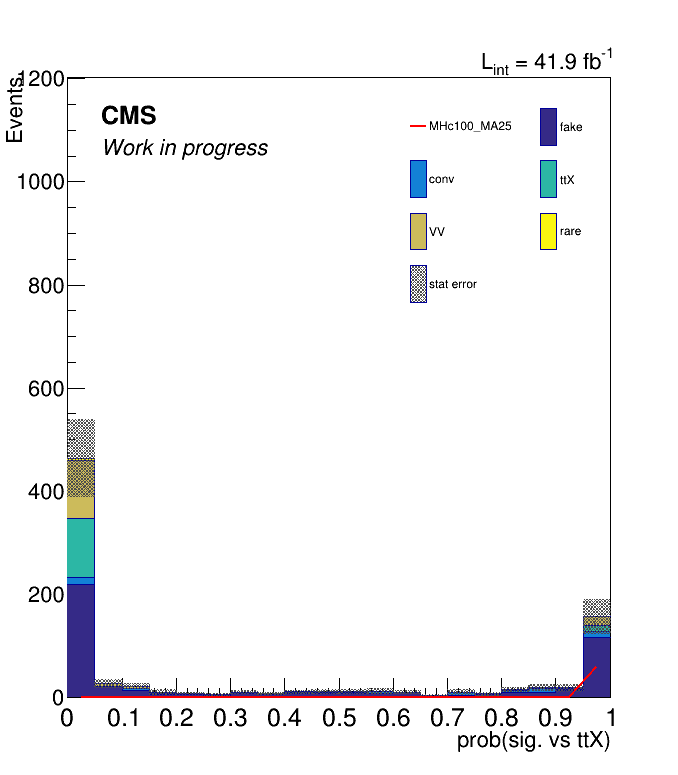 L_int = 41.9 fb^-1
Events
1200
1000
800
600
400
200
0
CMS
Work in progress
MHc100_MA25
fake
conv
ttX
VV
rare
stat error
0 0.1 0.2 0.3 0.4 0.5 0.6 0.7 0.8 0.9 1
prob(sig. vs ttX)